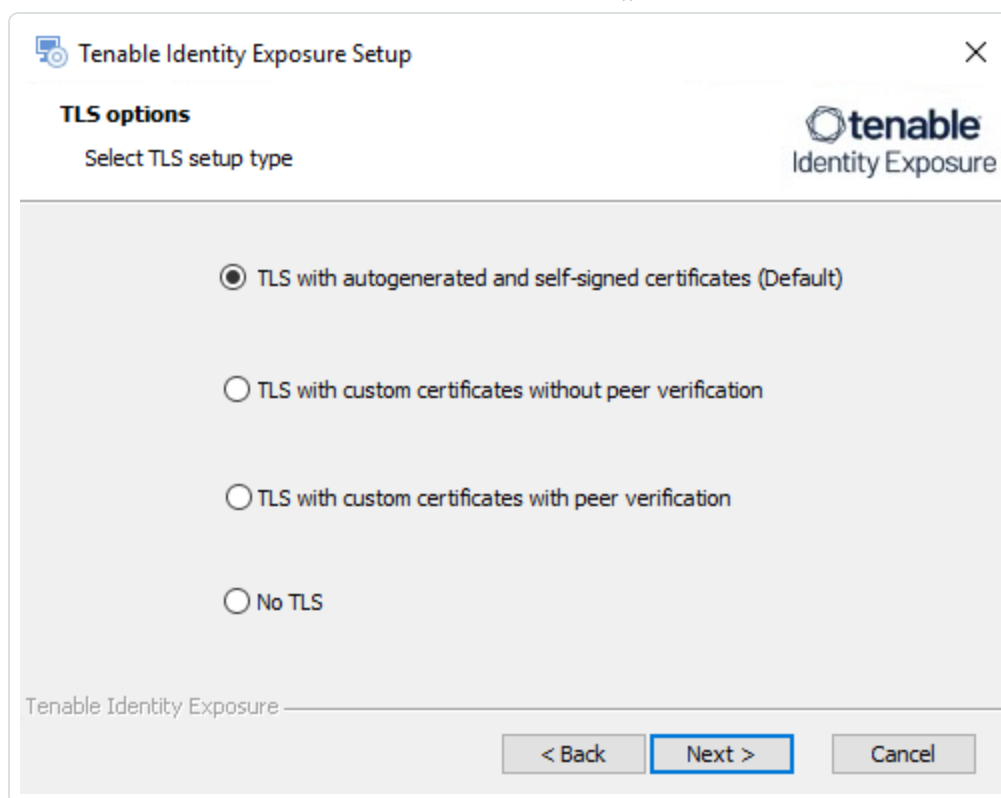 Tenable Identity Exposure Setup
TLS options
Select TLS setup type
tenable
Identity Exposure
TLS with autogenerated and self-signed certificates (Default)
TLS with custom certificates without peer verification
TLS with custom certificates with peer verification
No TLS
Tenable Identity Exposure
< Back
Next >
Cancel